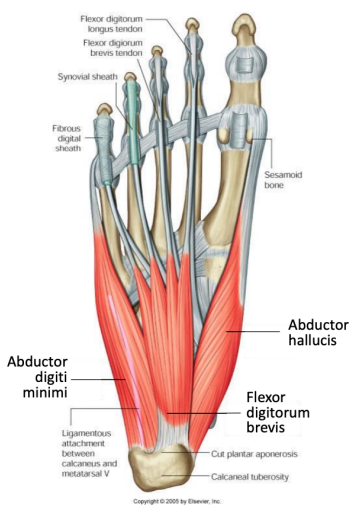 Flexor digitorum
longus tendon
Flexor digiorum
brevis tendon
Synovial sheath
Fibrous
digital
sheath
Sesamoid
bone
Abductor
hallucis
Abductor
digiti
minimi
Flexor
digitorum
brevis
Ligamentous
attachment
between
calcaneus and
metatarsal V
Cut plantar aponerosis
Calcaneal tuberosity
Copyright © 2005 by Elsevier, Inc.